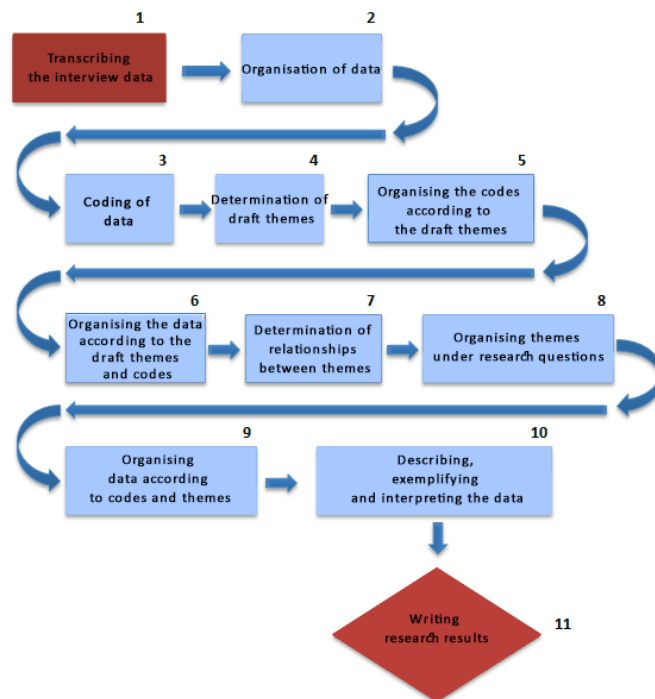 1
Transcribing
the interview data
2
Organisation of data
3
Coding of
data
4
Determination of
draft themes
5
Organising the codes
according to
the draft themes
6
Organising the data
according to the
draft themes
and codes
7
Determination of
relationships
between themes
8
Organising themes
under research questions
9
Organising
data according
to codes and themes
10
Describing,
exemplifying
and interpreting the data
Writing
research results
11